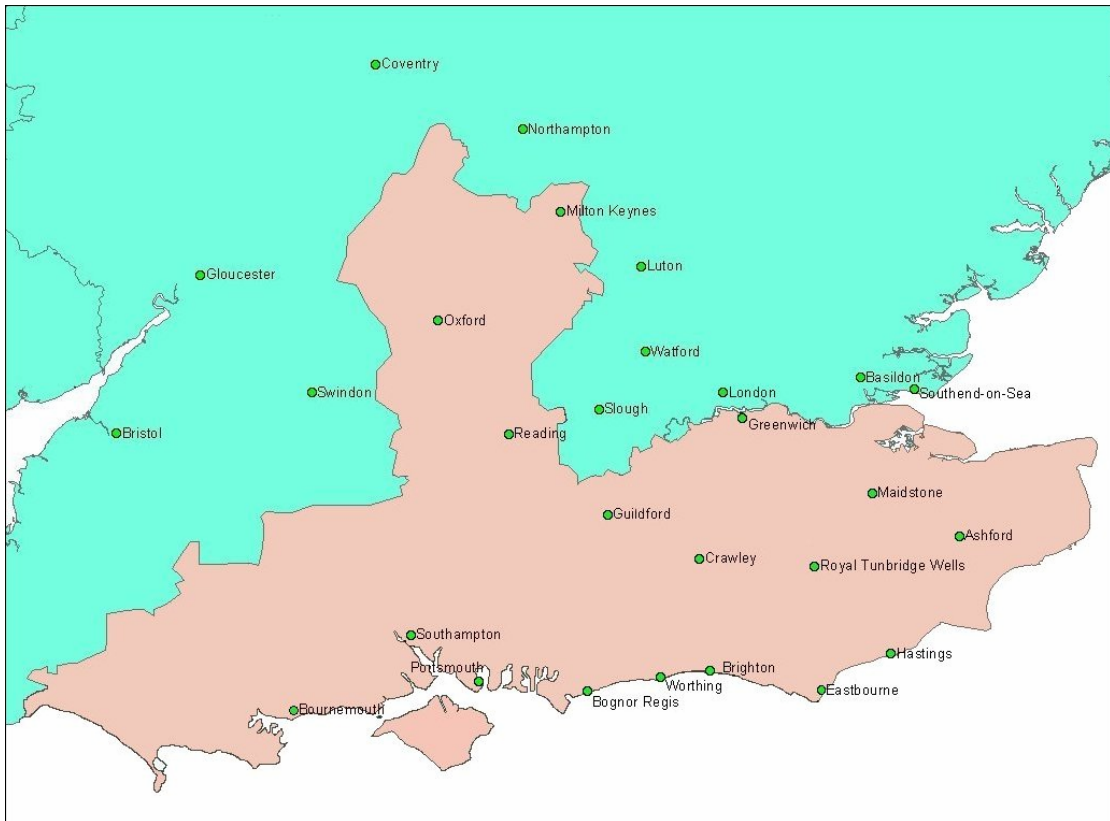 Coventry
Northampton
Milton Keynes
Luton
Gloucester
Oxford
Watford
Basildon
Southend-on-Sea
Swindon
London
Slough
Greenwich
Bristol
Reading
Maidstone
Guildford
Ashford
Crawley
Royal Tunbridge Wells
Southampton
Hastings
Portsmouth
Brighton
Worthing
Eastbourne
Bognor Regis
Bournemouth